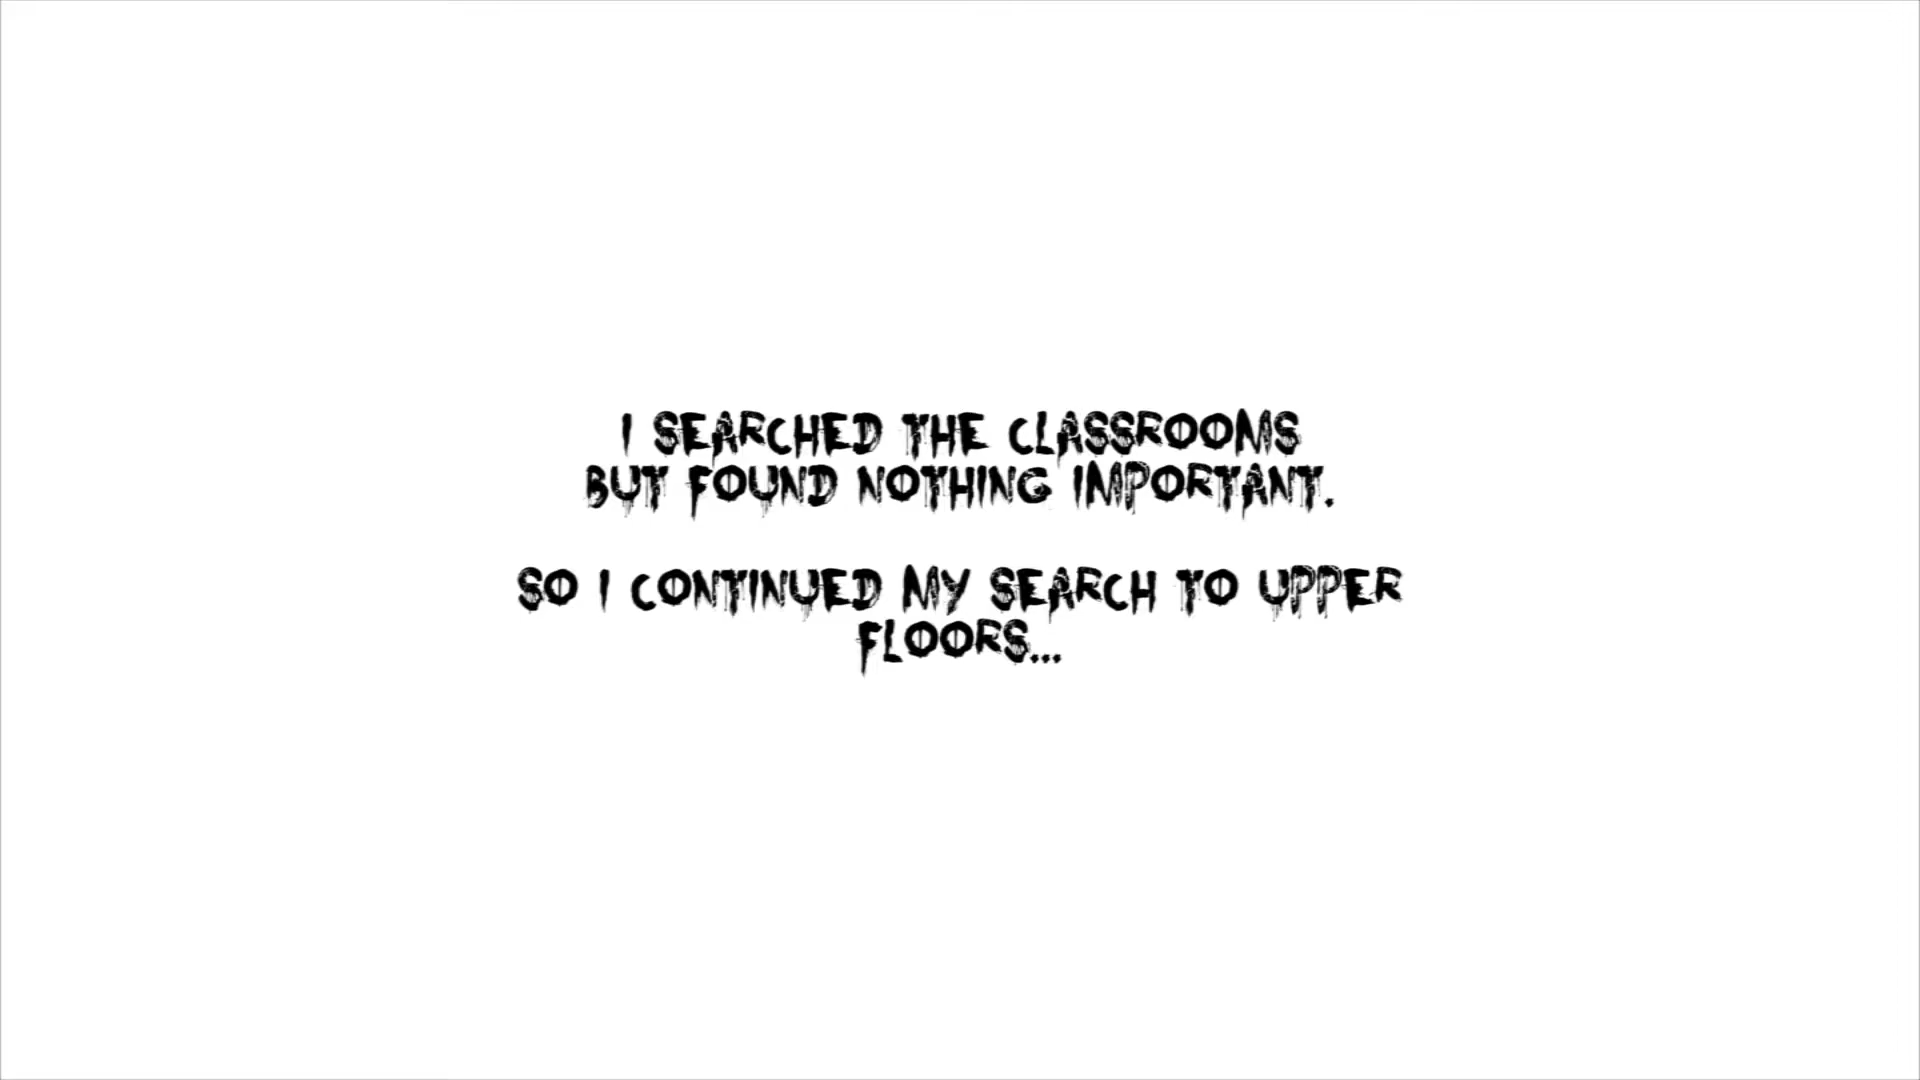 I SEARCHED THE CLASSROOMS
BUT FOUND NOTHING IMPORTANT.
SO I CONTINUED MY SEARCH TO UPPER
FLOORS...